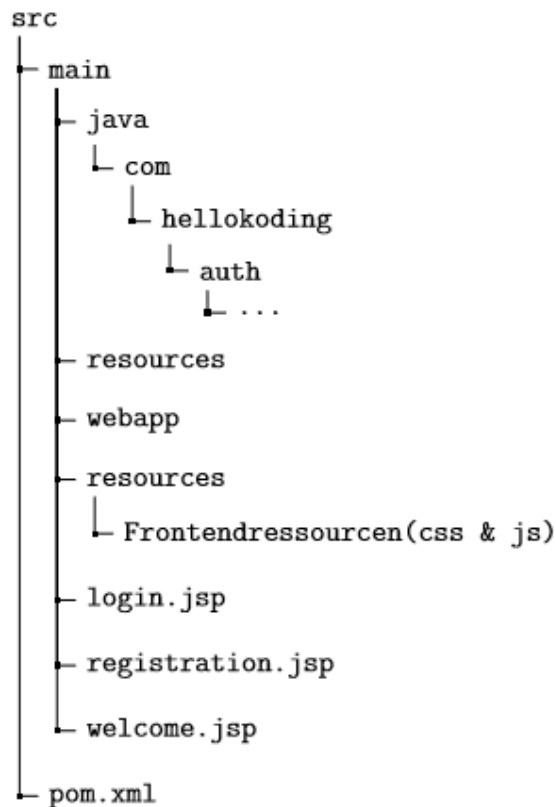 src
main
java
com
hellokoding
auth
...
resources
webapp
resources
Frontendressourcen(css & js)
login.jsp
registration.jsp
welcome.jsp
pom.xml